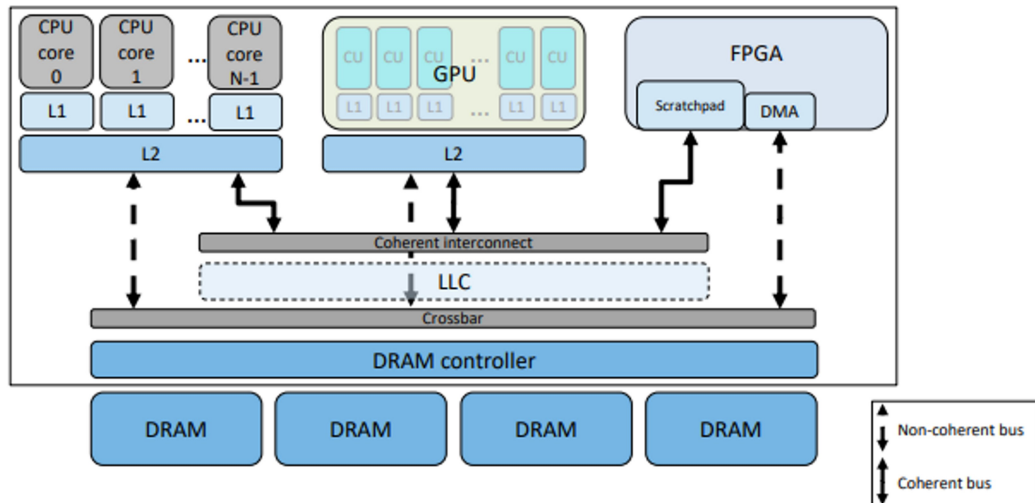 CPU core 0
CPU core 1
...
CPU core N-1
L1
L1
...
L1
L2
CU
CU
CU
...
CU
CU
GPU
L1
L1
L1
...
L1
L1
L2
FPGA
Scratchpad
DMA
Coherent interconnect
LLC
Crossbar
DRAM controller
DRAM
DRAM
DRAM
DRAM
Non-coherent bus
Coherent bus